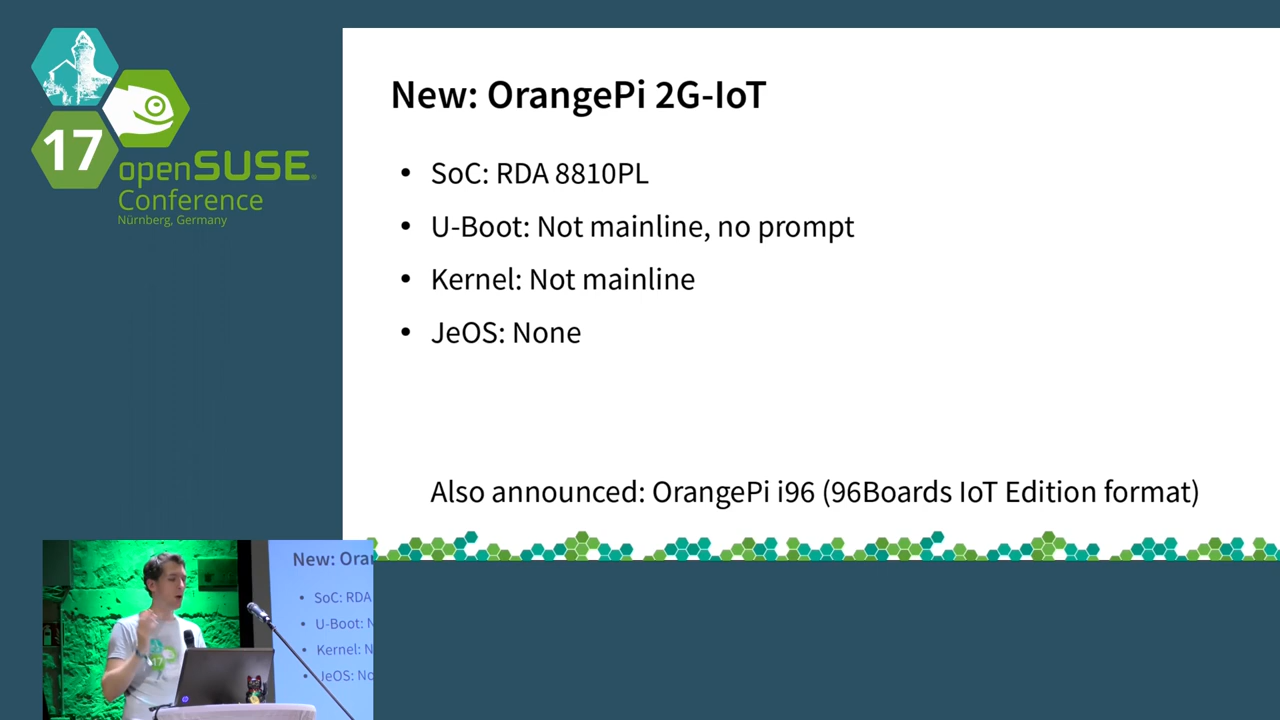 17
openSUSE
Conference
Nürnberg, Germany
New: OrangePi 2G-IoT
• SoC: RDA 8810PL
• U-Boot: Not mainline, no prompt
• Kernel: Not mainline
• JeOS: None
Also announced: OrangePi i96 (96Boards IoT Edition format)
New: Ora
• SoC: RDA
• U-Boot: N
• Kernel: N
• JeOS: No
17